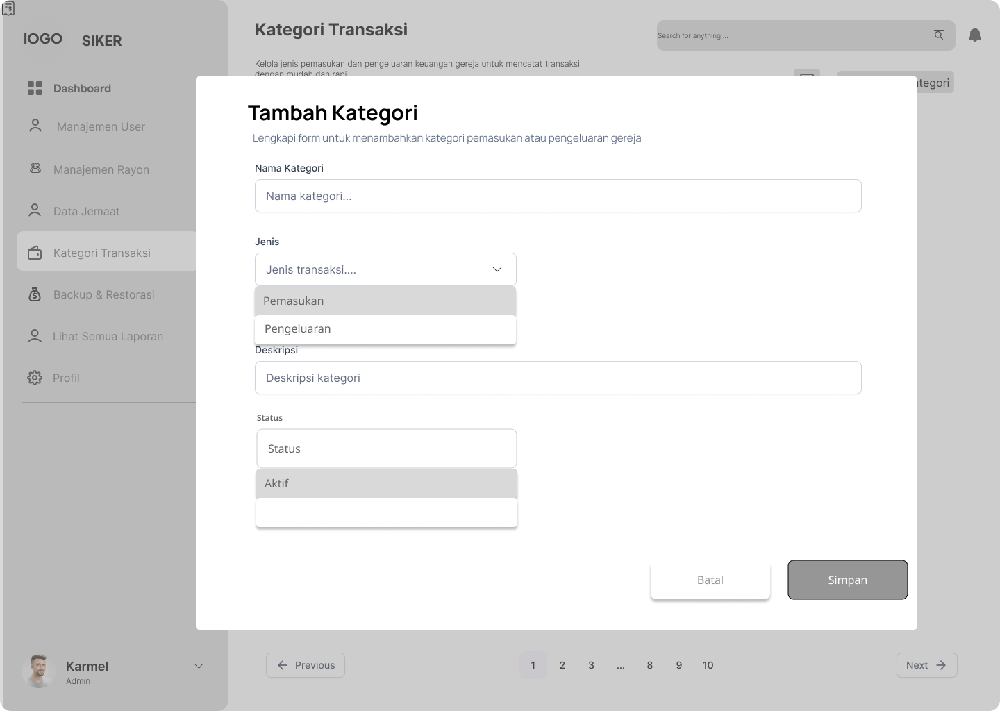 IOGO
SIKER
Dashboard
Manajemen User
Manajemen Rayon
Data Jemaat
Kategori Transaksi
Backup & Restorasi
Lihat Semua Laporan
Profil
Karmel
Admin
Kategori Transaksi
Kelola jenis pemasukan dan pengeluaran keuangan gereja untuk mencatat transaksi
dengan mudah dan rapi
Search for anything....
ategori
Tambah Kategori
Lengkapi form untuk menambahkan kategori pemasukan atau pengeluaran gereja
Nama Kategori
Nama kategori...
Jenis
Jenis transaksi....
Pemasukan
Pengeluaran
Deskripsi
Deskripsi kategori
Status
Status
Aktif
Batal
Simpan
Previous
1 2 3 ... 8 9 10
Next